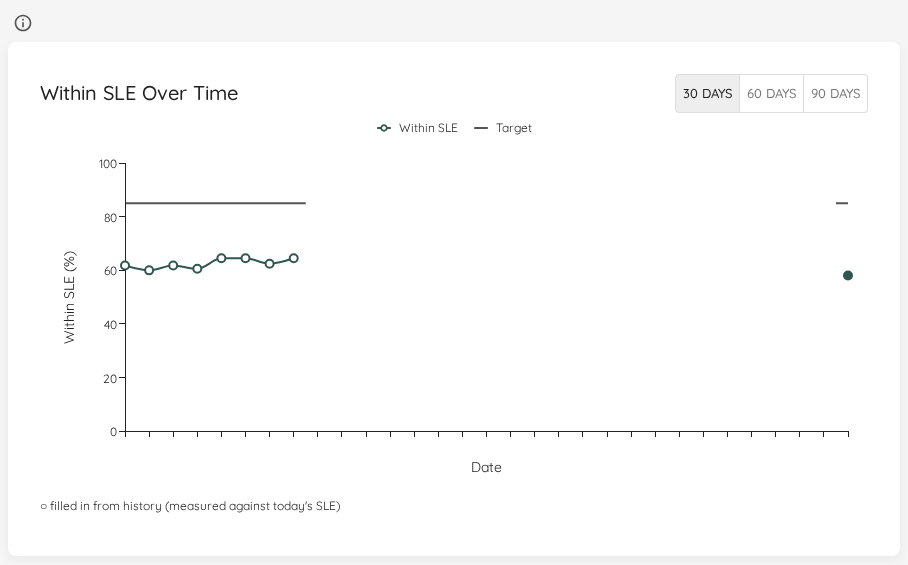 Within SLE Over Time
30 DAYS
60 DAYS
90 DAYS
Within SLE
Target
100
80
60
40
20
0
Within SLE (%)
Date
○ filled in from history (measured against today's SLE)